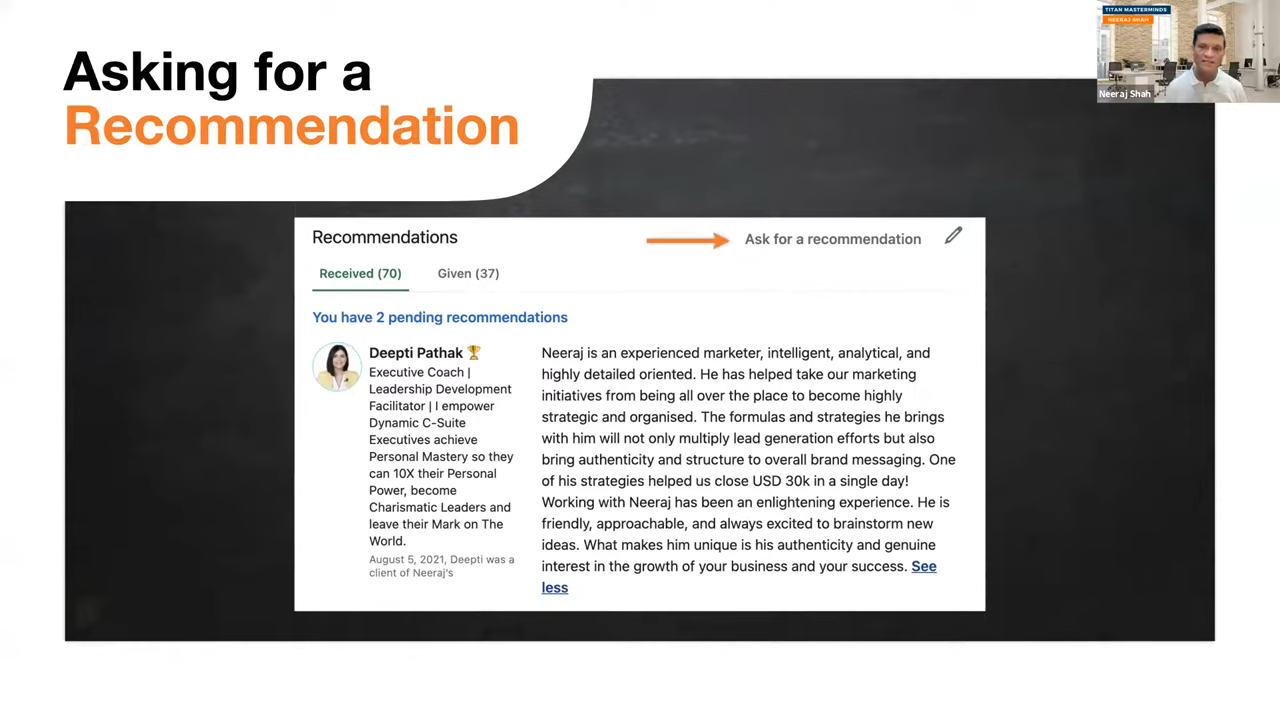 Asking for a
Recommendation
TITAN MASTERMINDS
NEERAJ SHAH
Neeraj Shah
Recommendations
Ask for a recommendation
Received (70)
Given (37)
You have 2 pending recommendations
Deepti Pathak 🏆
Executive Coach |
Leadership Development
Facilitator | I empower
Dynamic C-Suite
Executives achieve
Personal Mastery so they
can 10X their Personal
Power, become
Charismatic Leaders and
leave their Mark on The
World.
August 5, 2021, Deepti was a
client of Neeraj's
Neeraj is an experienced marketer, intelligent, analytical, and
highly detailed oriented. He has helped take our marketing
initiatives from being all over the place to become highly
strategic and organised. The formulas and strategies he brings
with him will not only multiply lead generation efforts but also
bring authenticity and structure to overall brand messaging. One
of his strategies helped us close USD 30k in a single day!
Working with Neeraj has been an enlightening experience. He is
friendly, approachable, and always excited to brainstorm new
ideas. What makes him unique is his authenticity and genuine
interest in the growth of your business and your success. See
less